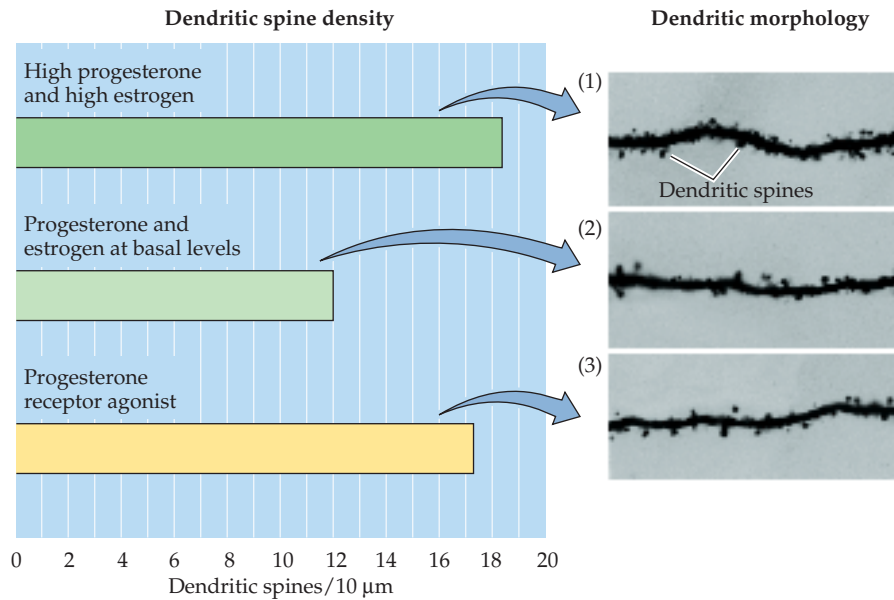 Dendritic spine density
Dendritic morphology
High progesterone
and high estrogen
(1)
Dendritic spines
Progesterone and
estrogen at basal levels
(2)
Progesterone
receptor agonist
(3)
0 2 4 6 8 10 12 14 16 18 20
Dendritic spines/10 µm